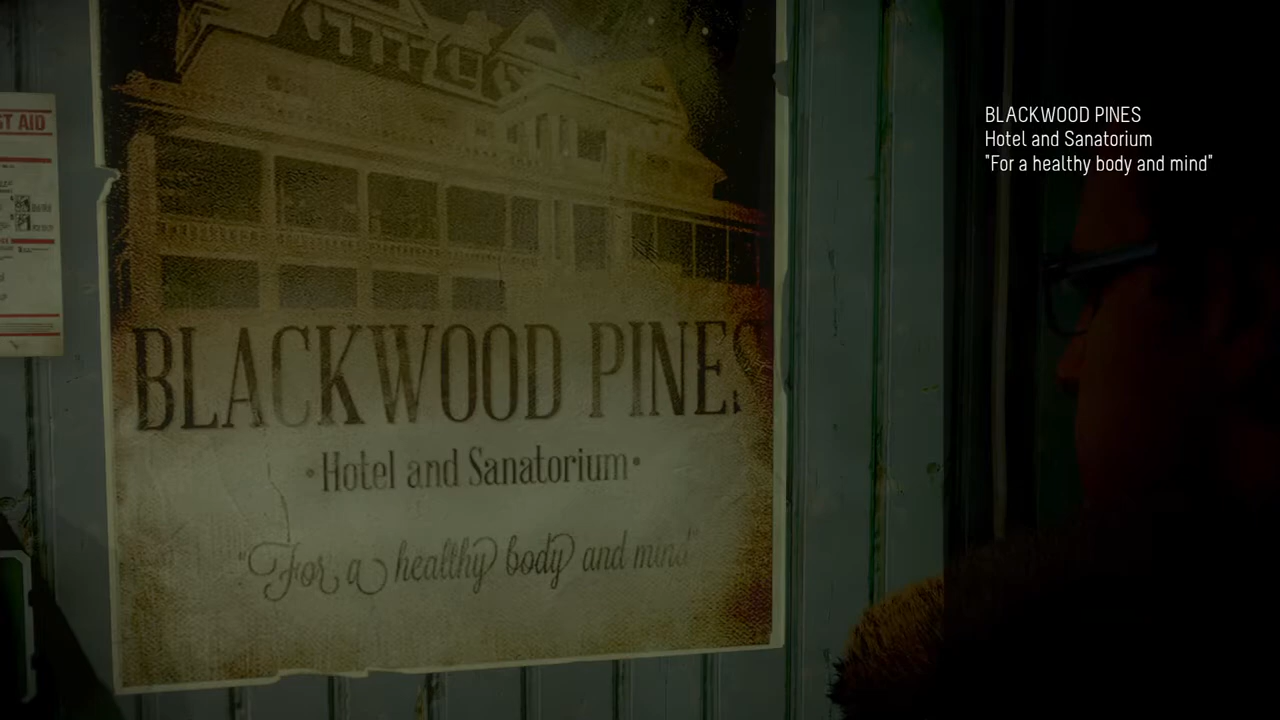 ST AID
BLACKWOOD PINES
•Hotel and Sanatorium•
"For a healthy body and mind"
BLACKWOOD PINES
Hotel and Sanatorium
"For a healthy body and mind"